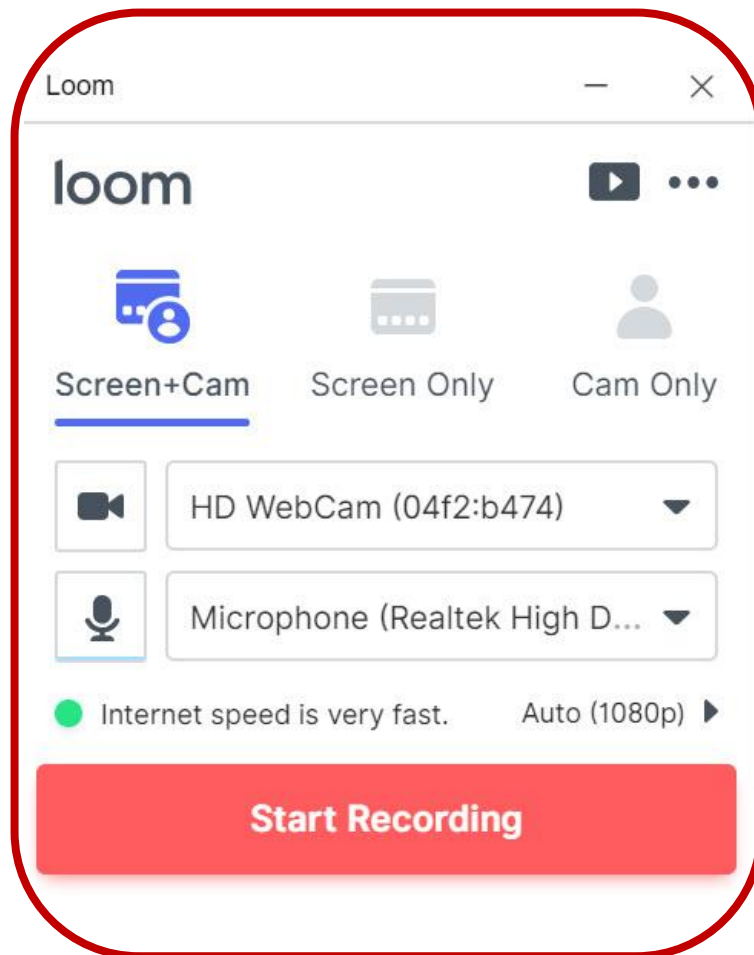 Loom
loom
Screen+Cam Screen Only Cam Only
HD WebCam (04f2:b474)
Microphone (Realtek High D...
Internet speed is very fast. Auto (1080p)
Start Recording